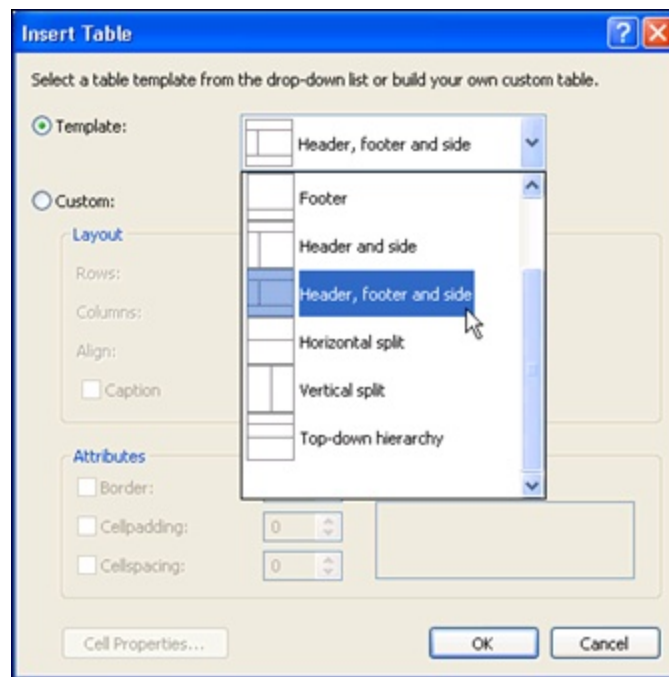 Insert Table
Select a table template from the drop-down list or build your own custom table.
Template:
Header, footer and side
Footer
Custom:
Layout
Header and side
Rows:
Header, footer and side
Columns:
Horizontal split
Align:
Caption
Vertical split
Top-down hierarchy
Attributes
Border:
Cellpadding:
0
Cellspacing:
0
Cell Properties...
OK
Cancel